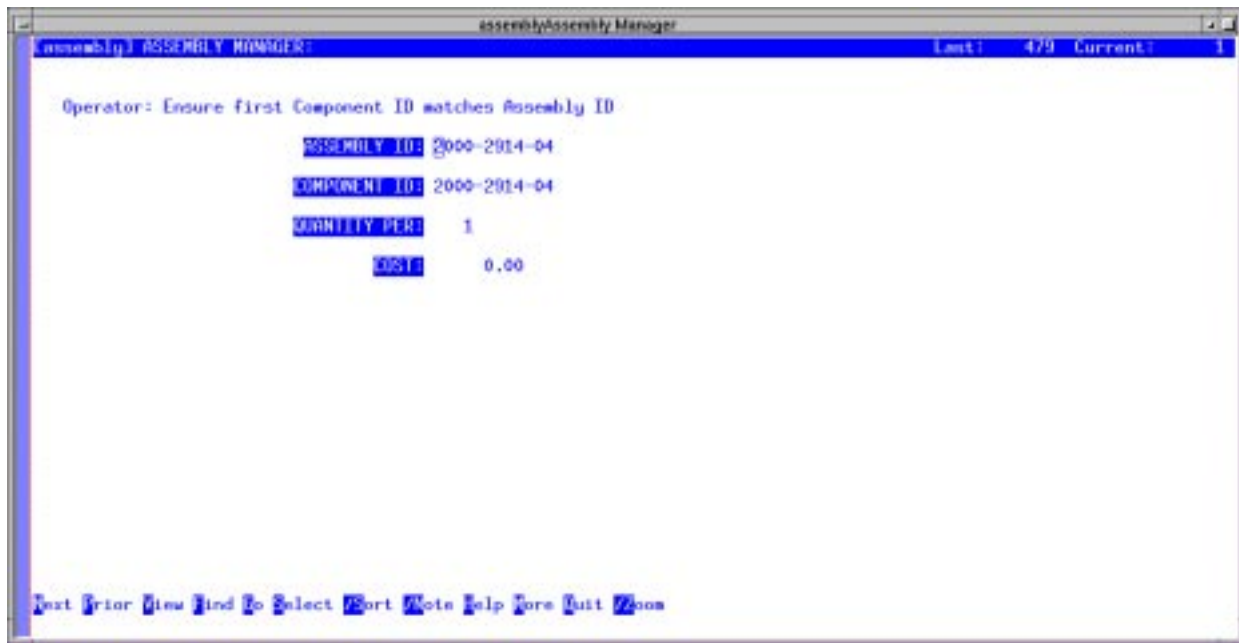 assemblyAssembly Manager
[assembly] ASSEMBLY MANAGER: Last: 479 Current: 1
Operator: Ensure first Component ID matches Assembly ID
ASSEMBLY ID: 2000-2914-04
COMPONENT ID: 2000-2914-04
QUANTITY PER: 1
COST: 0.00
Next Prior View Find Go Select /Sort /Note Help More Quit /Zoom